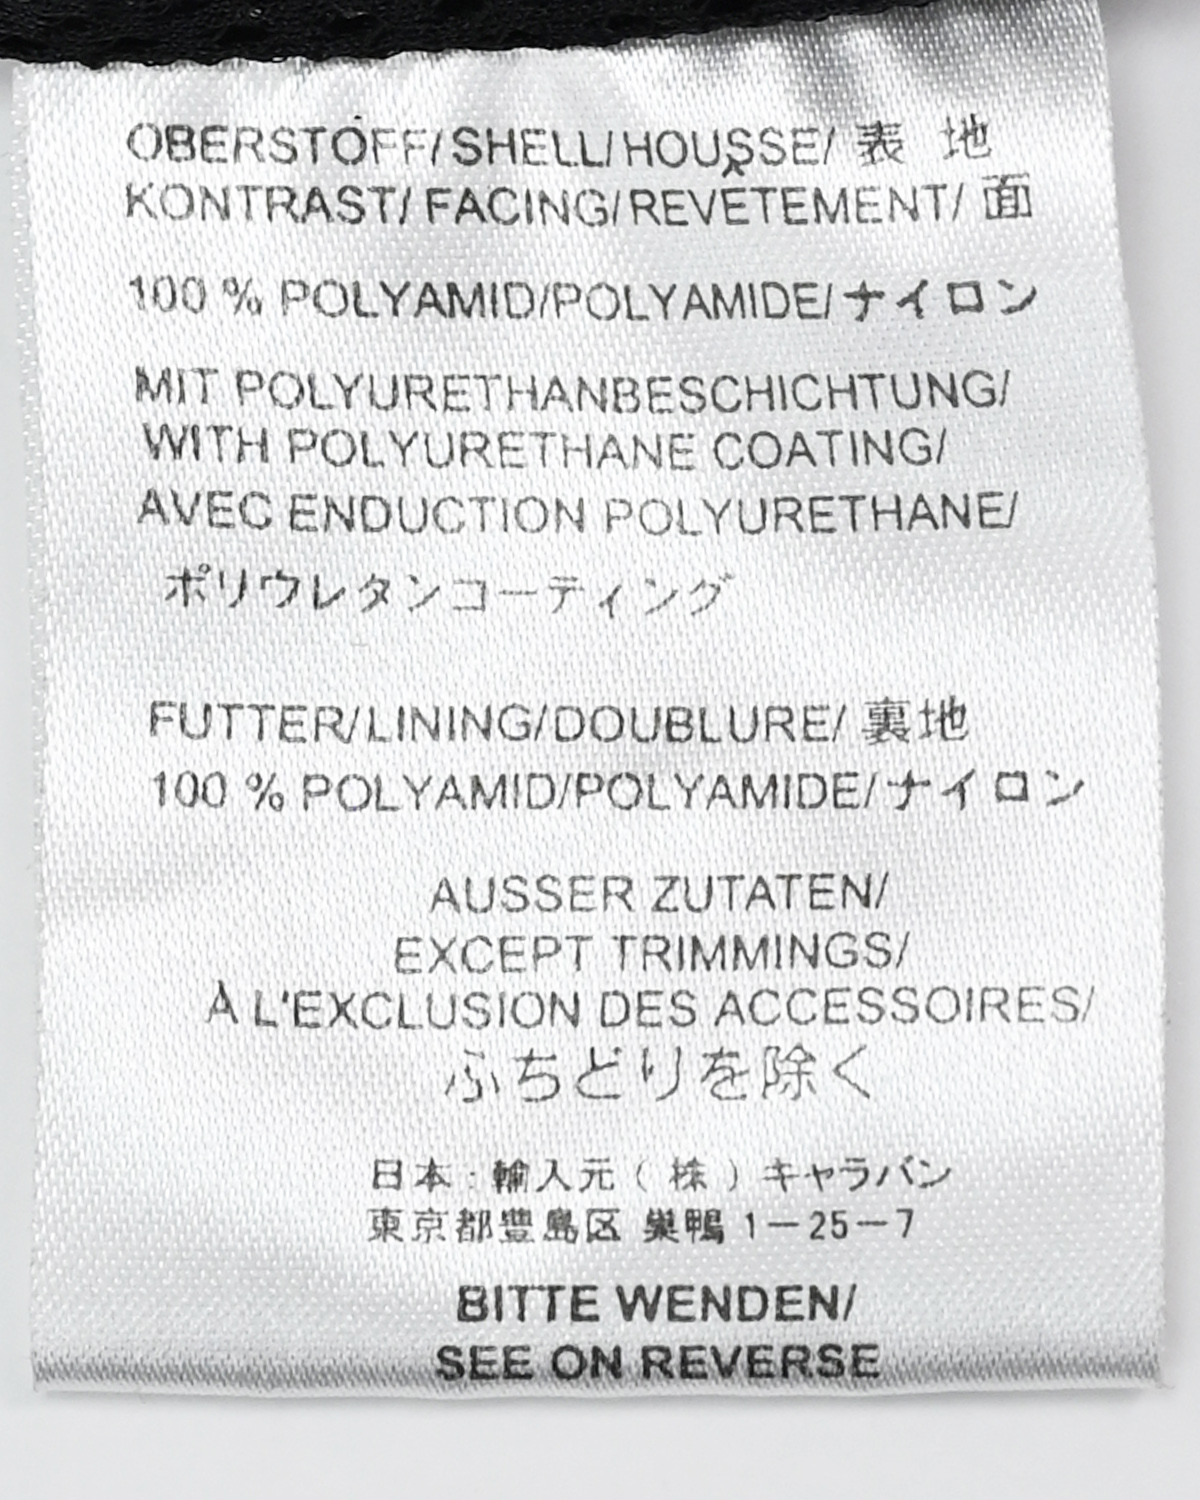 OBERSTOFF/SHELL/HOUSSE/ 表 地
KONTRAST/ FACING/REVÊTEMENT/ 面
100 % POLYAMID/POLYAMIDE/ナイロン
MIT POLYURETHANBESCHICHTUNG/
WITH POLYURETHANE COATING/
AVEC ENDUCTION POLYURETHANE/
ポリウレタンコーティング
FUTTER/LINING/DOUBLURE/ 裏地
100 % POLYAMID/POLYAMIDE/ナイロン
AUSSER ZUTATEN/
EXCEPT TRIMMINGS/
À L'EXCLUSION DES ACCESSOIRES/
ふちどりを除く
日本 : 輸入元 ( 株 ) キャラバン
東京都豊島区 巣鴨 1－25－7
BITTE WENDEN/
SEE ON REVERSE